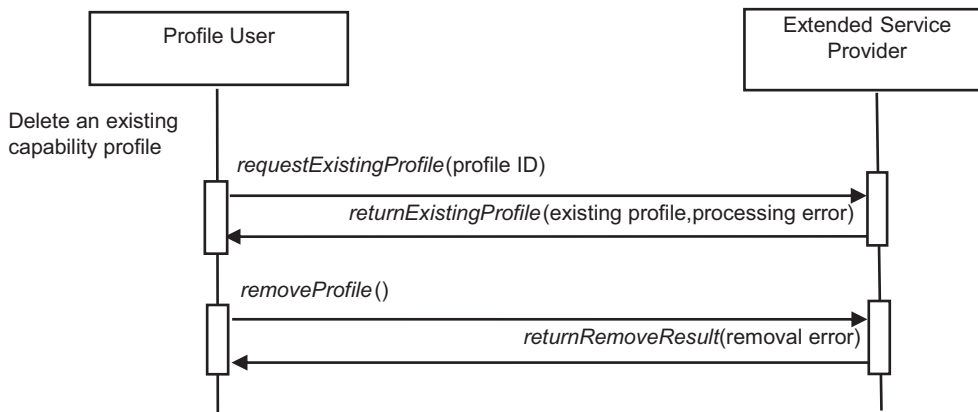 Profile User
Extended Service
Provider
Delete an existing
capability profile
requestExistingProfile(profile ID)
returnExistingProfile(existing profile,processing error)
removeProfile()
returnRemoveResult(removal error)